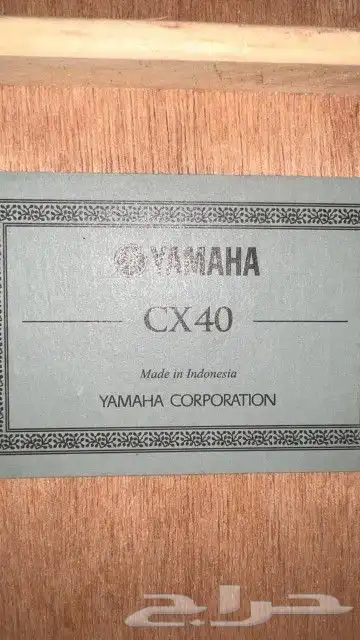 YAMAHA
CX40
Made in Indonesia
YAMAHA CORPORATION
حراج